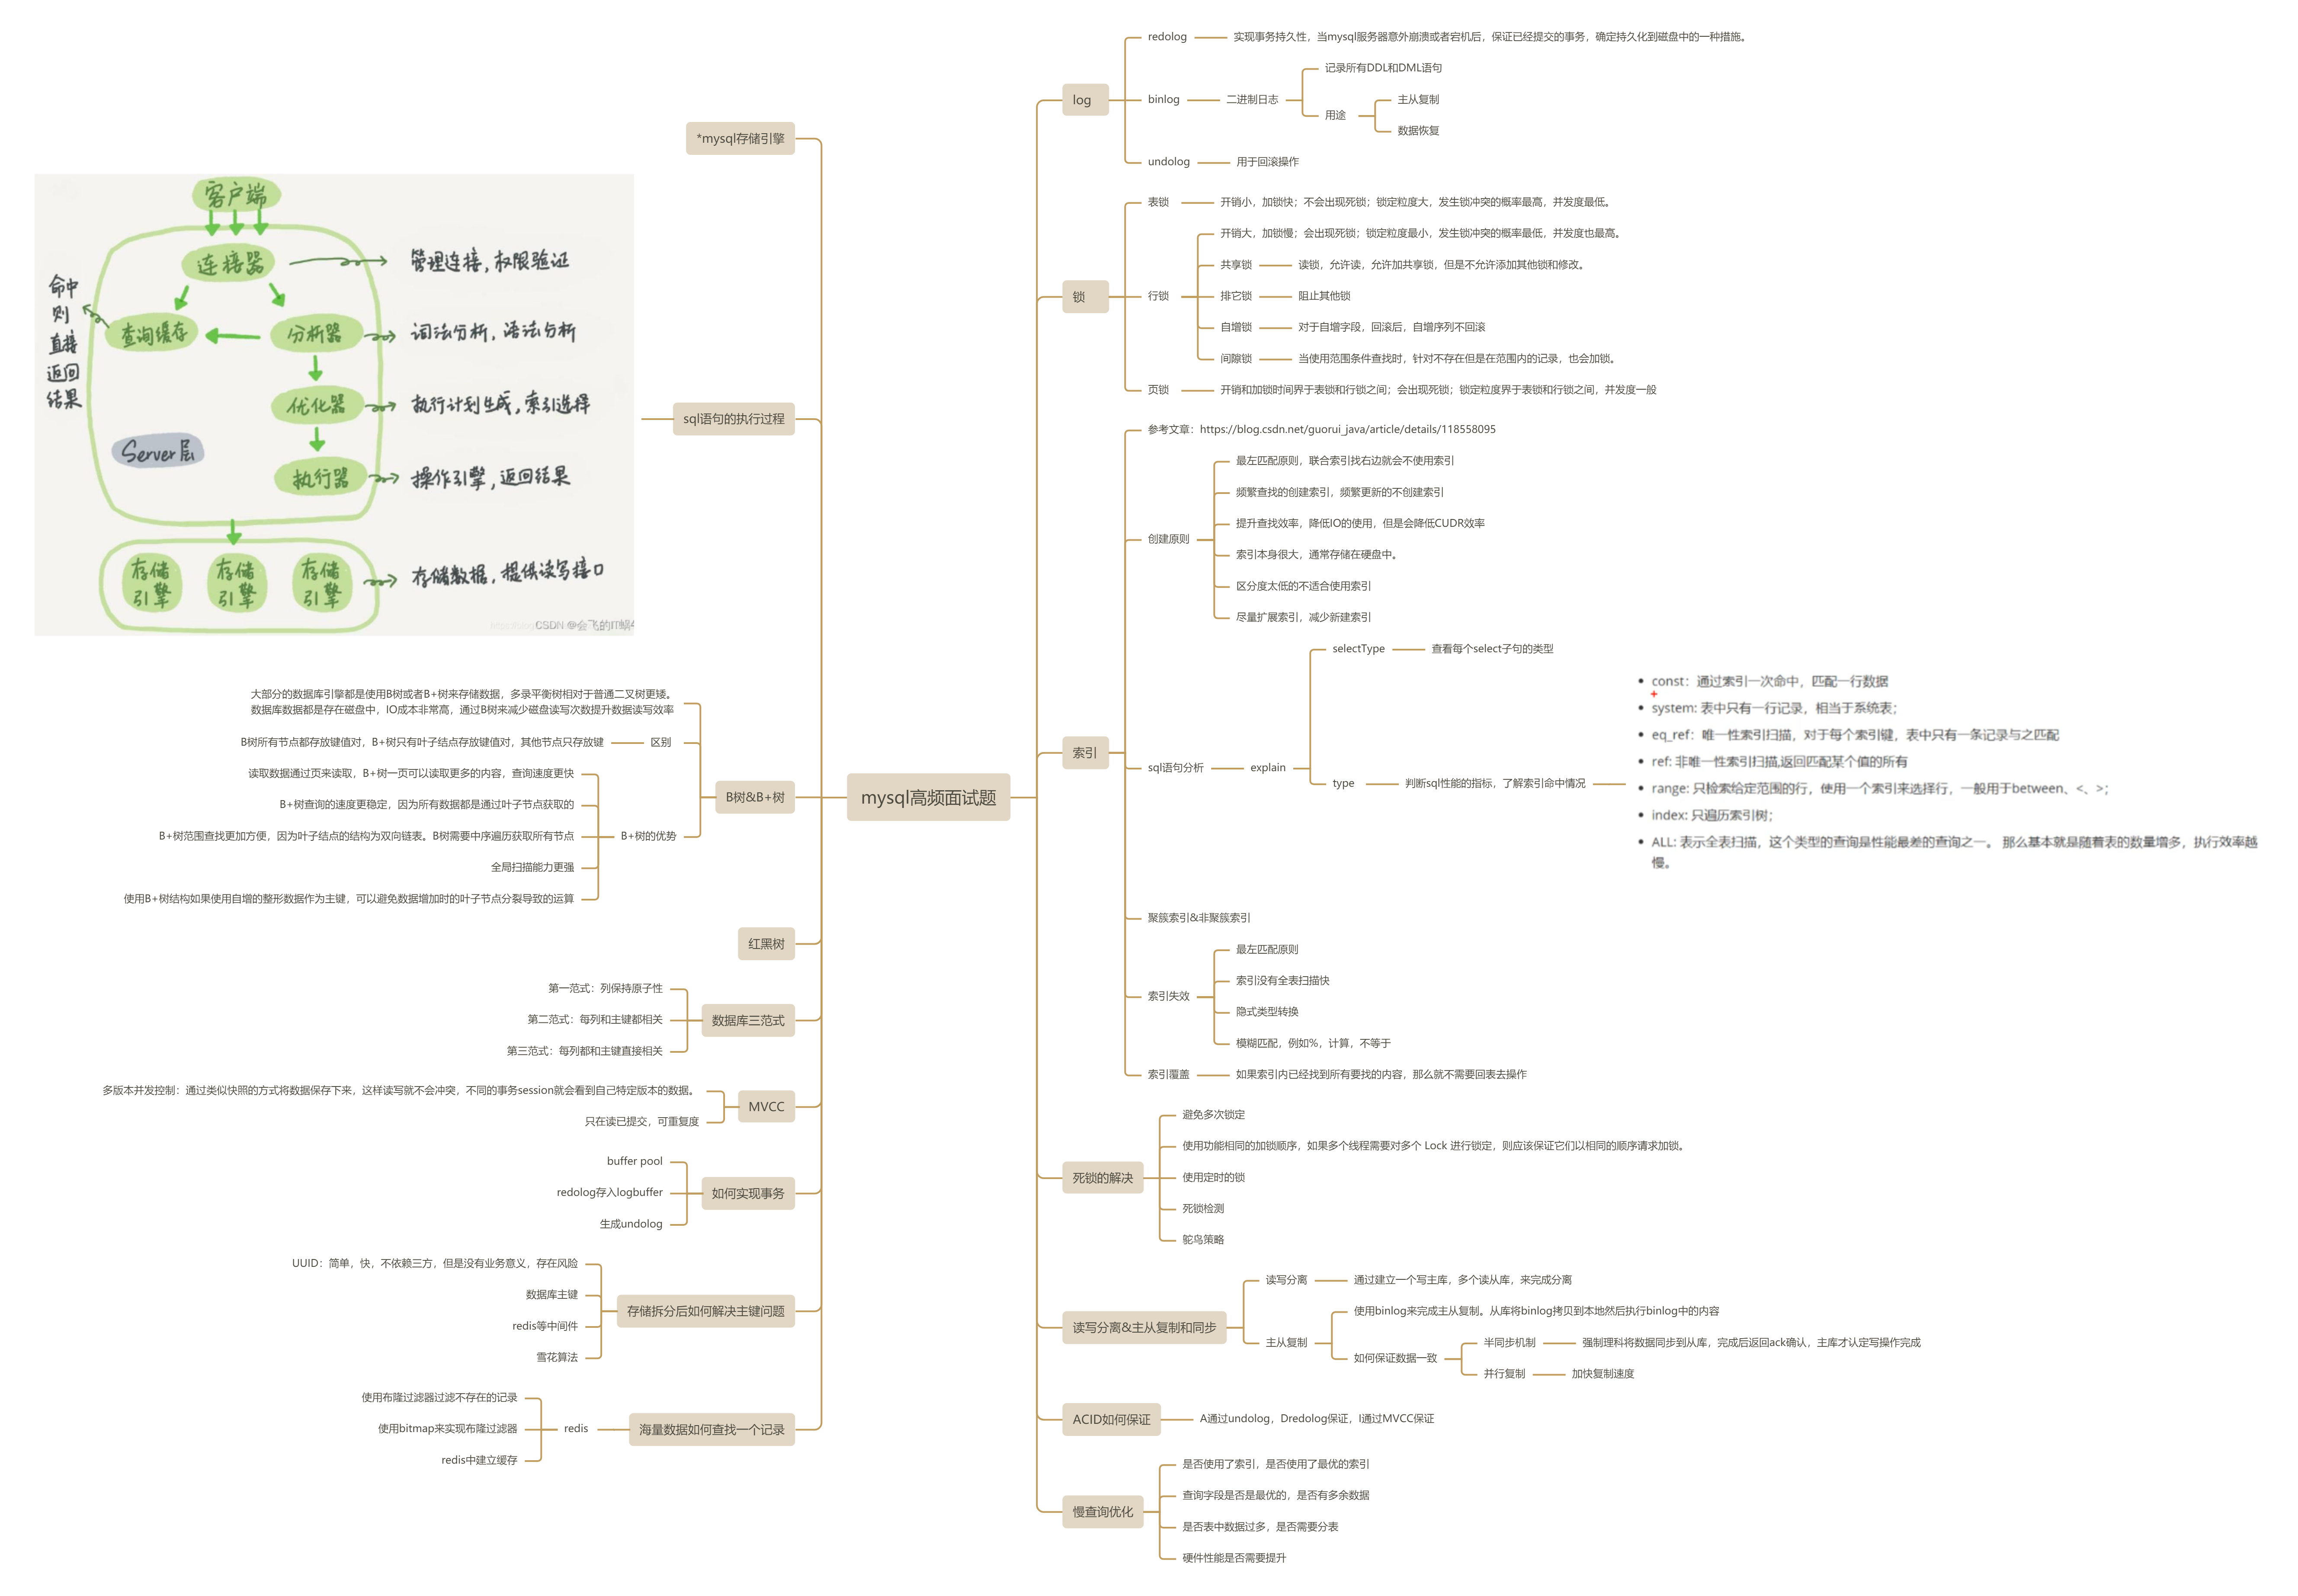 mysql高频面试题
log
redolog
实现事务持久性，当mysql服务器意外崩溃或者宕机后，保证已经提交的事务，确定持久化到磁盘中的一种措施。
binlog
二进制日志
记录所有DDL和DML语句
用途
主从复制
数据恢复
undolog
用于回滚操作
锁
表锁
开销小，加锁快；不会出现死锁；锁定粒度大，发生锁冲突的概率最高，并发度最低。
行锁
开销大，加锁慢；会出现死锁；锁定粒度最小，发生锁冲突的概率最低，并发度也最高。
共享锁
读锁，允许读，允许加共享锁，但是不允许添加其他锁和修改。
排它锁
阻止其他锁
自增锁
对于自增字段，回滚后，自增序列不回滚
间隙锁
当使用范围条件查找时，针对不存在但是在范围内的记录，也会加锁。
页锁
开销和加锁时间界于表锁和行锁之间；会出现死锁；锁定粒度界于表锁和行锁之间，并发度一般
索引
参考文章：https://blog.csdn.net/guorui_java/article/details/118558095
创建原则
最左匹配原则，联合索引找右边就会不使用索引
频繁查找的创建索引，频繁更新的不创建索引
提升查找效率，降低IO的使用，但是会降低CUDR效率
索引本身很大，通常存储在硬盘中。
区分度太低的不适合使用索引
尽量扩展索引，减少新建索引
sql语句分析
explain
selectType
查看每个select子句的类型
type
判断sql性能的指标，了解索引命中情况
const：通过索引一次命中，匹配一行数据
system: 表中只有一行记录，相当于系统表；
eq_ref：唯一性索引扫描，对于每个索引键，表中只有一条记录与之匹配
ref: 非唯一性索引扫描,返回匹配某个值的所有
range: 只检索给定范围的行，使用一个索引来选择行，一般用于between、<、>；
index: 只遍历索引树；
ALL: 表示全表扫描，这个类型的查询是性能最差的查询之一。 那么基本就是随着表的数量增多，执行效率越
慢。
聚簇索引&非聚簇索引
索引失效
最左匹配原则
索引没有全表扫描快
隐式类型转换
模糊匹配，例如%，计算，不等于
索引覆盖
如果索引内已经找到所有要找的内容，那么就不需要回表去操作
死锁的解决
避免多次锁定
使用功能相同的加锁顺序，如果多个线程需要对多个 Lock 进行锁定，则应该保证它们以相同的顺序请求加锁。
使用定时的锁
死锁检测
鸵鸟策略
读写分离&主从复制和同步
读写分离
通过建立一个写主库，多个读从库，来完成分离
主从复制
使用binlog来完成主从复制。从库将binlog拷贝到本地然后执行binlog中的内容
如何保证数据一致
半同步机制
强制理科将数据同步到从库，完成后返回ack确认，主库才认定写操作完成
并行复制
加快复制速度
ACID如何保证
A通过undolog，Dredolog保证，I通过MVCC保证
慢查询优化
是否使用了索引，是否使用了最优的索引
查询字段是否是最优的，是否有多余数据
是否表中数据过多，是否需要分表
硬件性能是否需要提升
*mysql存储引擎
sql语句的执行过程
客户端
连接器
管理连接，权限验证
命中
则
直接
返回
结果
查询缓存
分析器
词法分析，语法分析
优化器
执行计划生成，索引选择
Server层
执行器
操作引擎，返回结果
存储
引擎
存储
引擎
存储
引擎
存储数据，提供读写接口
CSDN @会飞的IT蜗
B树&B+树
大部分的数据库引擎都是使用B树或者B+树来存储数据，多录平衡树相对于普通二叉树更矮。
数据库数据都是存在磁盘中，IO成本非常高，通过B树来减少磁盘读写次数提升数据读写效率
区别
B树所有节点都存放键值对，B+树只有叶子结点存放键值对，其他节点只存放键
B+树的优势
读取数据通过页来读取，B+树一页可以读取更多的内容，查询速度更快
B+树查询的速度更稳定，因为所有数据都是通过叶子节点获取的
B+树范围查找更加方便，因为叶子结点的结构为双向链表。B树需要中序遍历获取所有节点
全局扫描能力更强
使用B+树结构如果使用自增的整形数据作为主键，可以避免数据增加时的叶子节点分裂导致的运算
红黑树
数据库三范式
第一范式：列保持原子性
第二范式：每列和主键都相关
第三范式：每列都和主键直接相关
MVCC
多版本并发控制：通过类似快照的方式将数据保存下来，这样读写就不会冲突，不同的事务session就会看到自己特定版本的数据。
只在读已提交，可重复度
如何实现事务
buffer pool
redolog存入logbuffer
生成undolog
存储拆分后如何解决主键问题
UUID：简单，快，不依赖三方，但是没有业务意义，存在风险
数据库主键
redis等中间件
雪花算法
海量数据如何查找一个记录
redis
使用布隆过滤器过滤不存在的记录
使用bitmap来实现布隆过滤器
redis中建立缓存